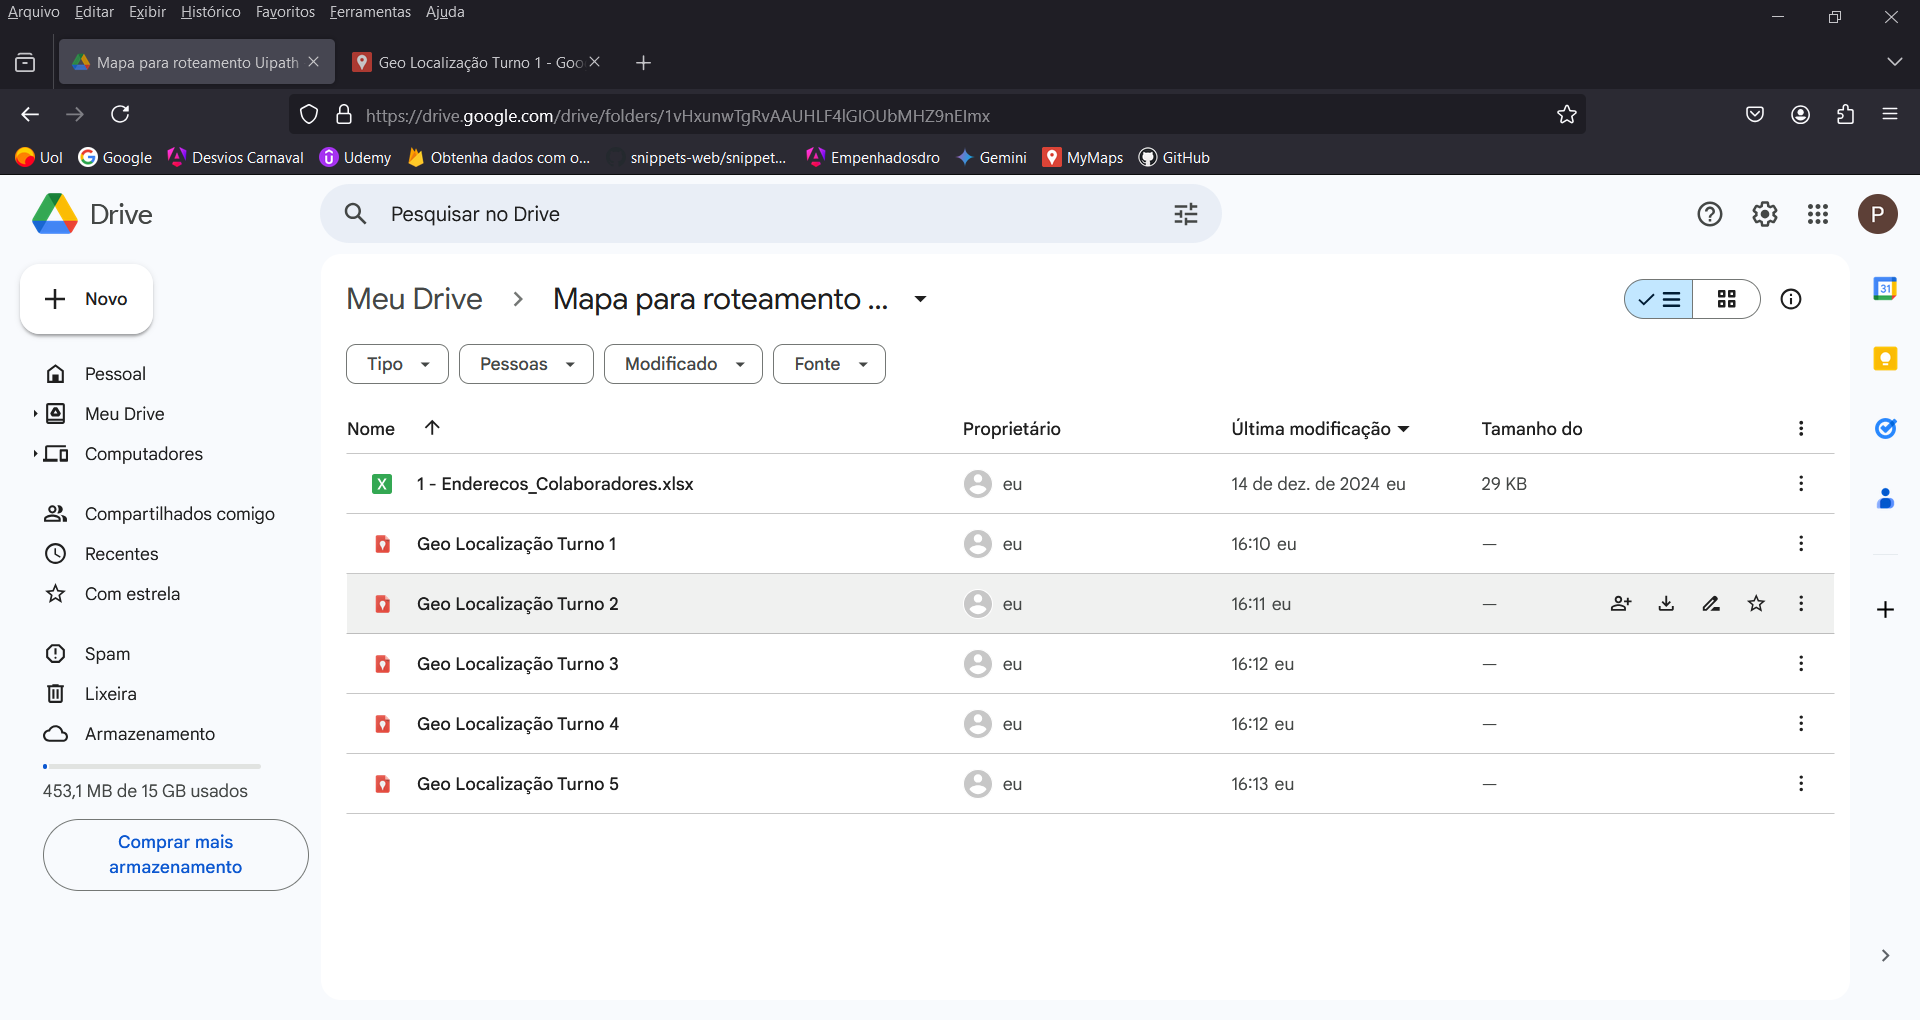 Arquivo Editar Exibir Histórico Favoritos Ferramentas Ajuda
Mapa para roteamento Uipath
Geo Localização Turno 1 - Goo
https://drive.google.com/drive/folders/1vHxunwTgRvAAUHLF4lGIOUbMHZ9nEImx
Uol Google Desvios Carnaval Udemy Obtenha dados com o... snippets-web/snippet... Empenhadosdro Gemini MyMaps GitHub
Drive
Pesquisar no Drive
P
Novo
Pessoal
Meu Drive
Computadores
Compartilhados comigo
Recentes
Com estrela
Spam
Lixeira
Armazenamento
453,1 MB de 15 GB usados
Comprar mais
armazenamento
Meu Drive Mapa para roteamento ...
Tipo Pessoas Modificado Fonte
Nome Proprietário Última modificação Tamanho do
1 - Enderecos_Colaboradores.xlsx eu 14 de dez. de 2024 eu 29 KB
Geo Localização Turno 1 eu 16:10 eu —
Geo Localização Turno 2 eu 16:11 eu —
Geo Localização Turno 3 eu 16:12 eu —
Geo Localização Turno 4 eu 16:12 eu —
Geo Localização Turno 5 eu 16:13 eu —
31